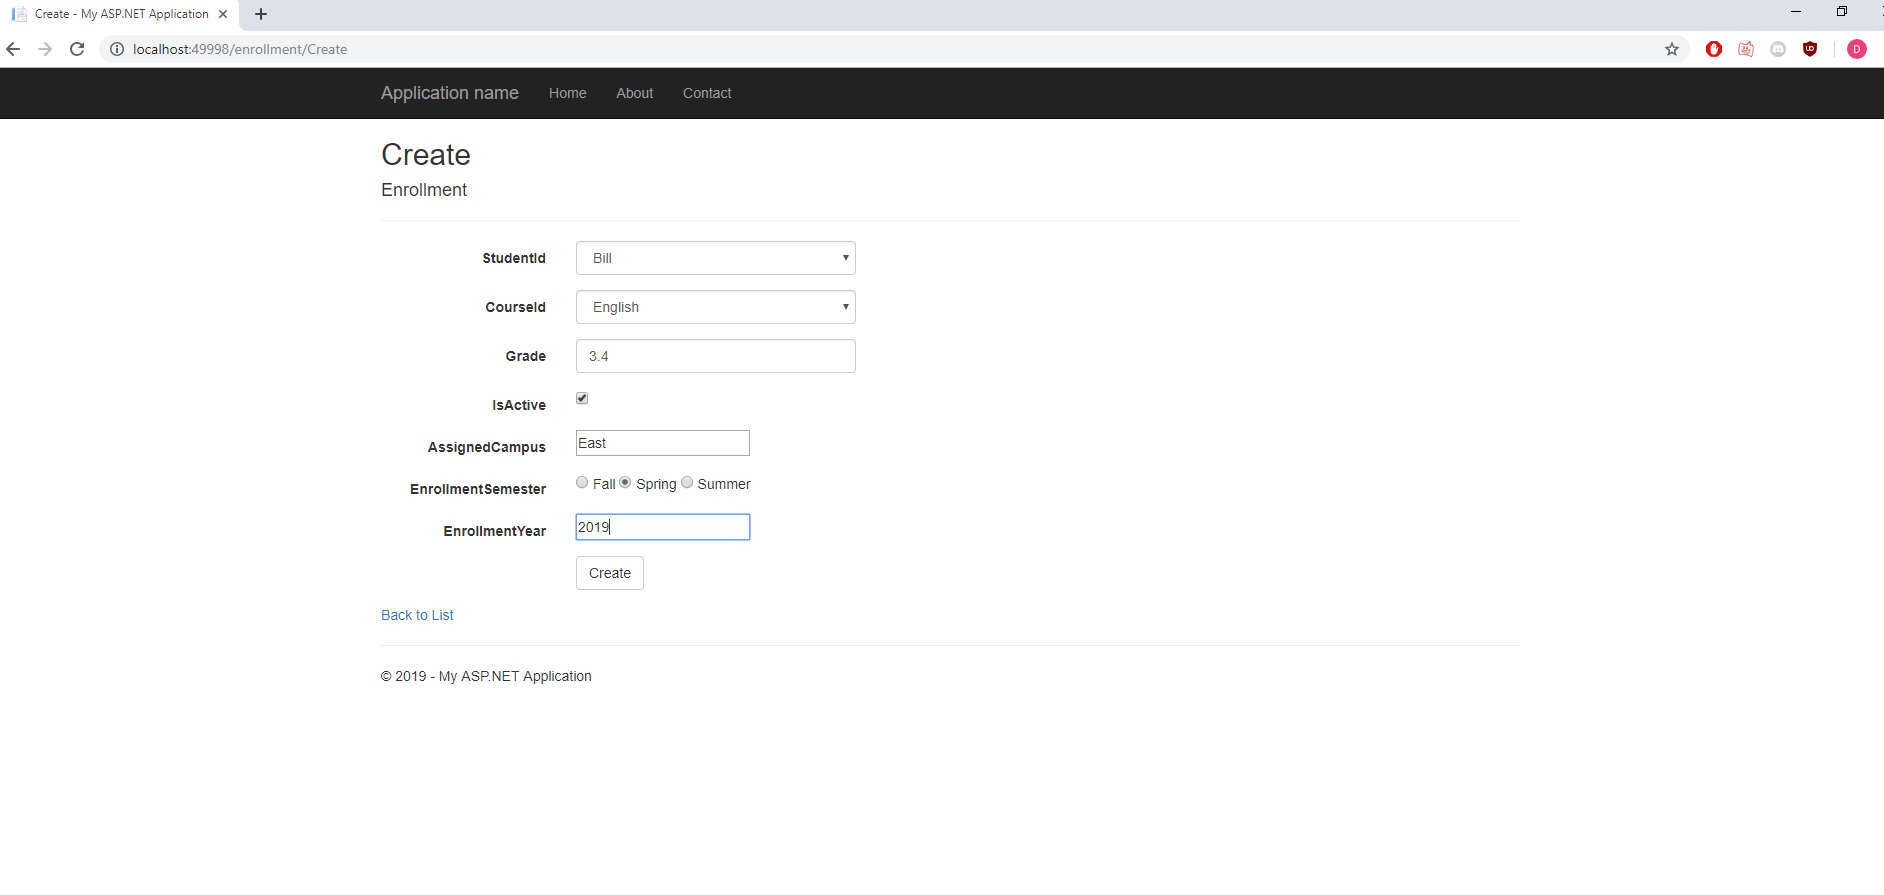 Create - My ASP.NET Application
localhost:49998/enrollment/Create
D
Application name Home About Contact
Create
Enrollment
StudentId Bill
CourseId English
Grade 3.4
IsActive
AssignedCampus East
EnrollmentSemester Fall Spring Summer
EnrollmentYear 2019
Create
Back to List
© 2019 - My ASP.NET Application